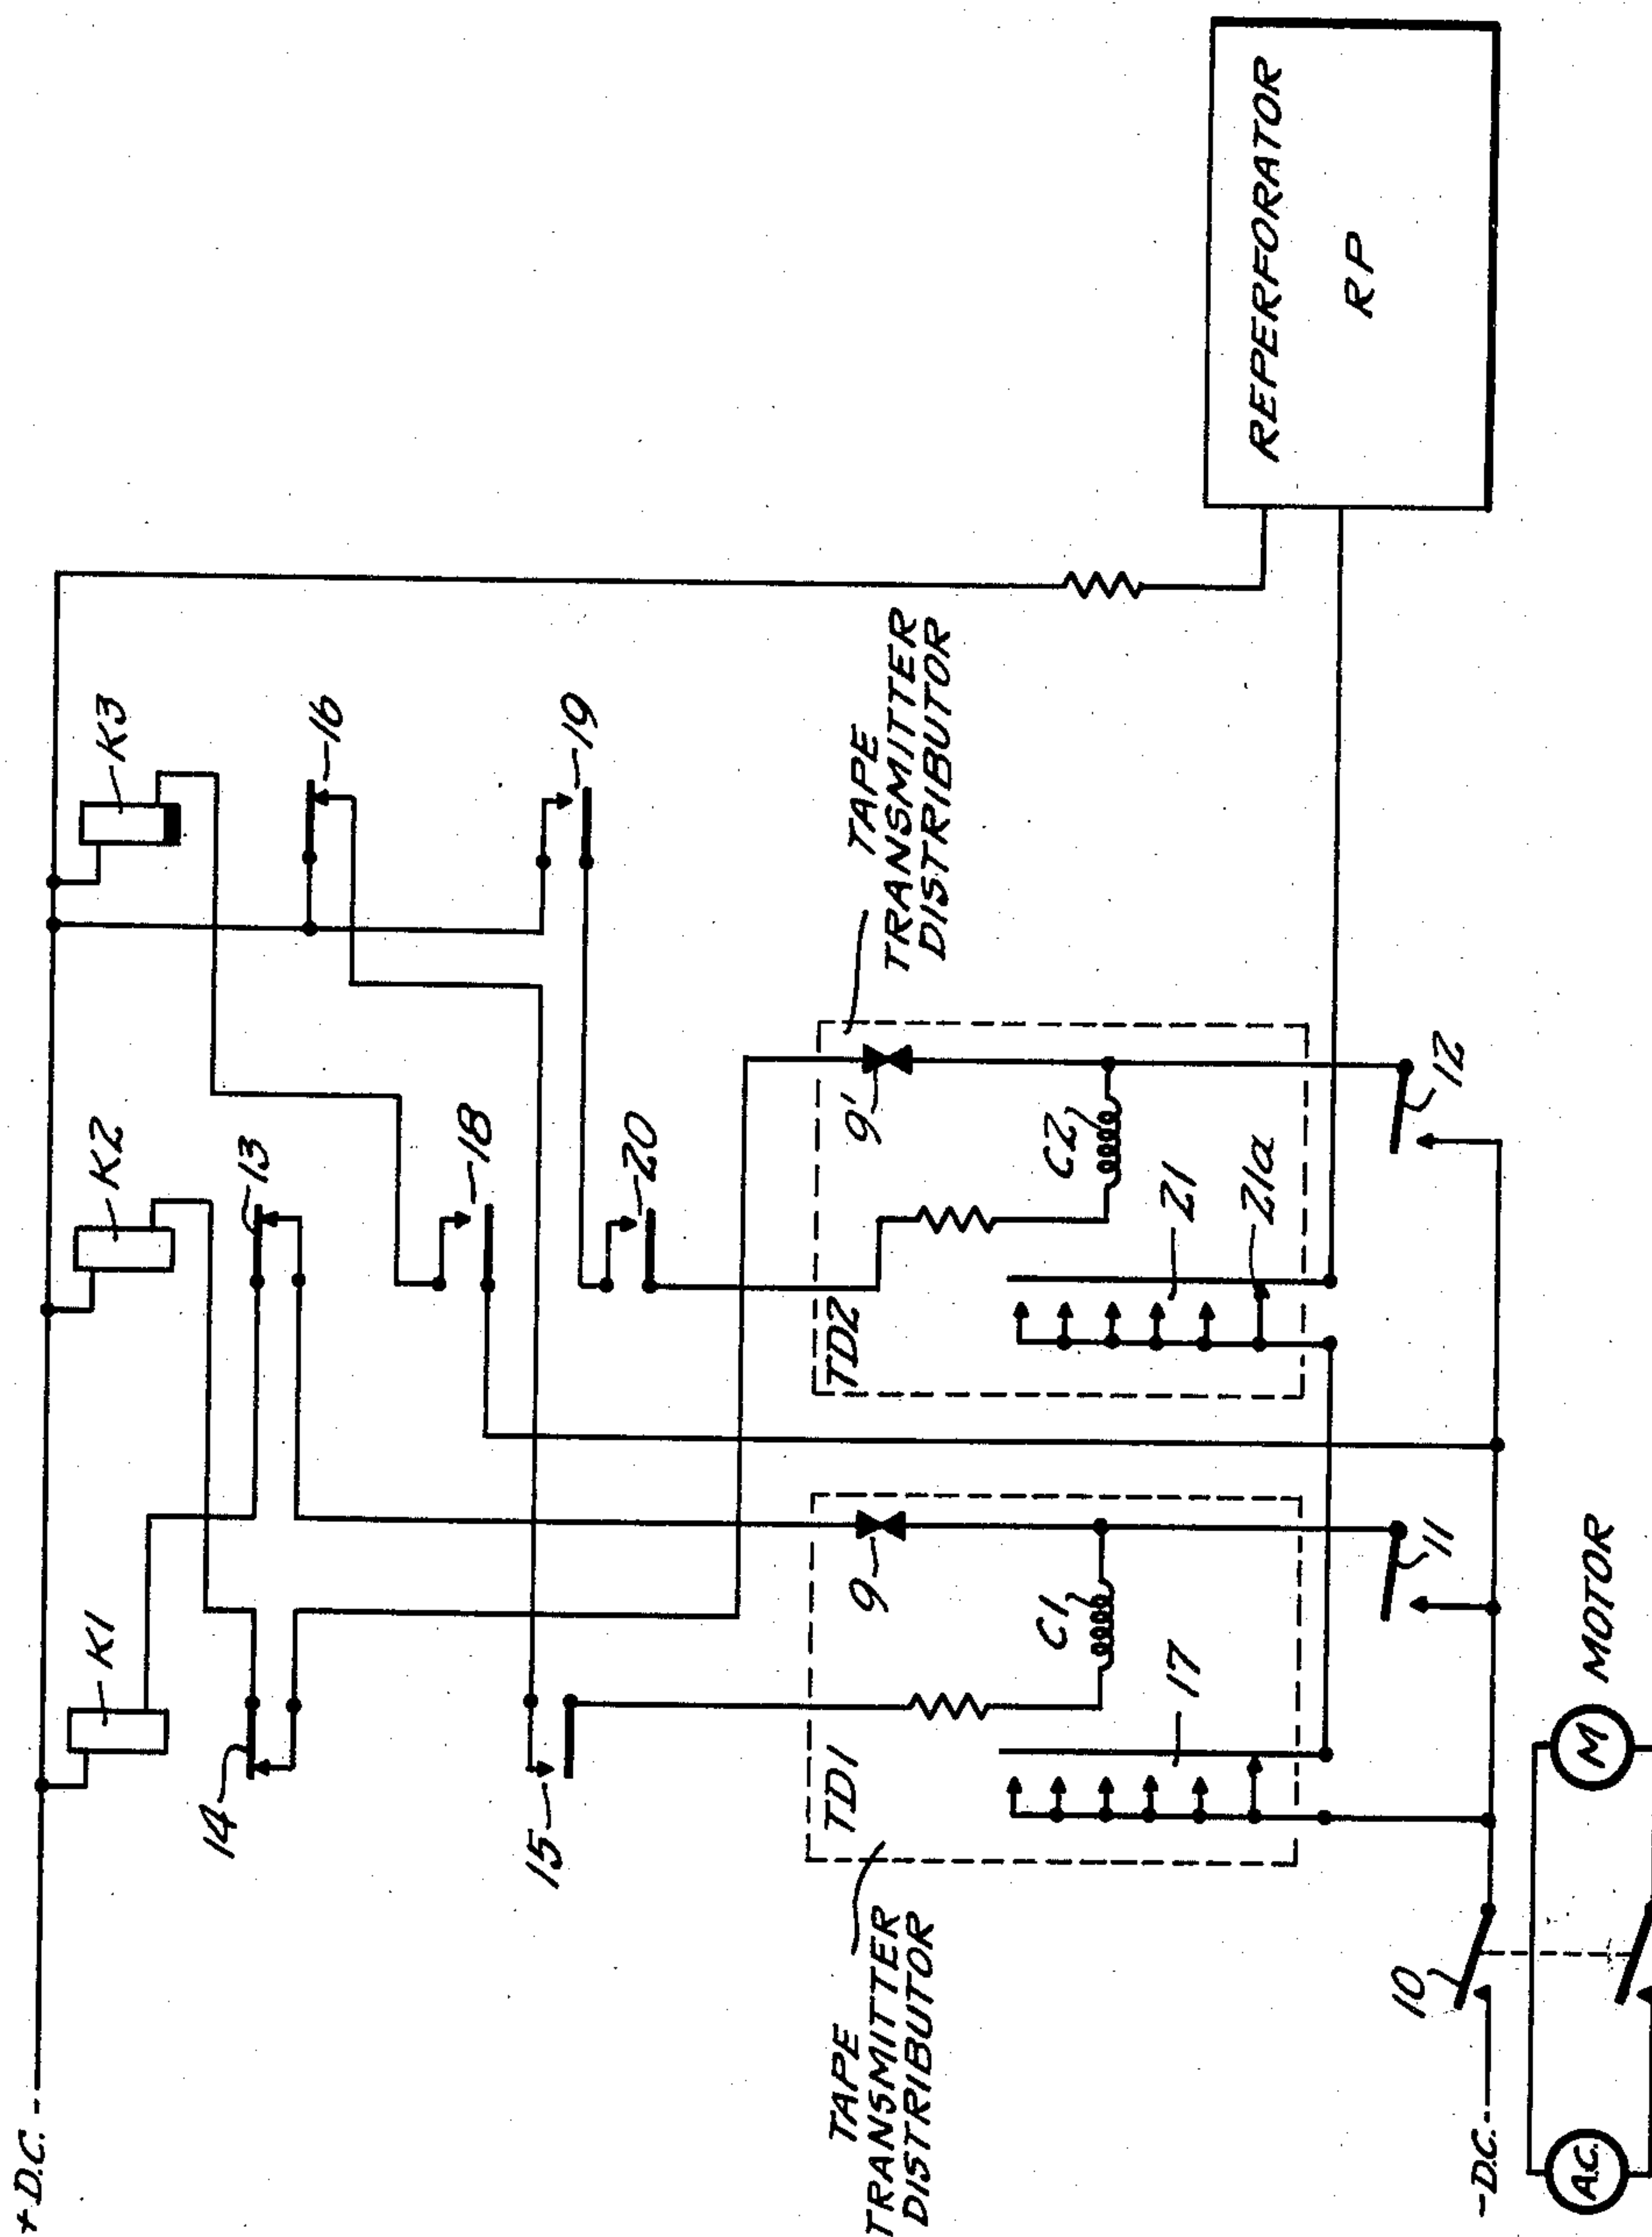 + D.C.
K1
K2
K3
14
13
16
15
18
19
20
TAPE
TRANSMITTER
DISTRIBUTOR
TD1
9
C1
17
11
TAPE
TRANSMITTER
DISTRIBUTOR
TD2
9'
C2
21
21a
12
REPERFORATOR
RP
10
- D.C.
A.C.
M
MOTOR